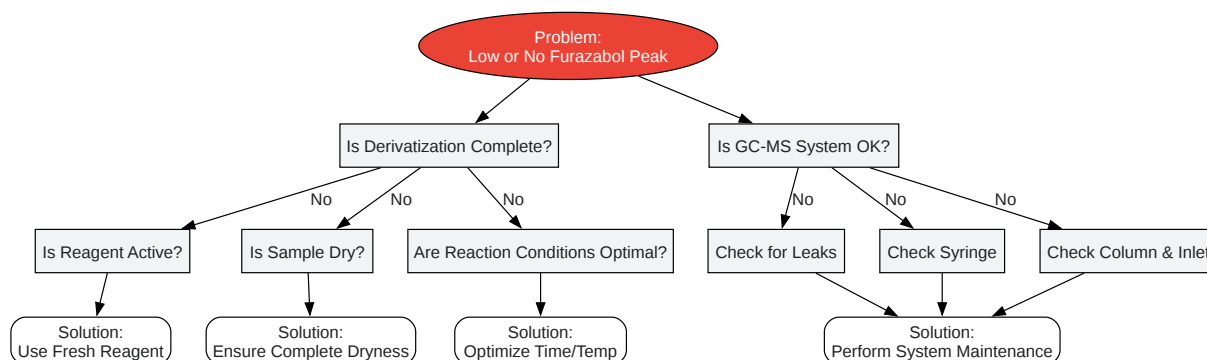 Problem:
Low or No Furazabol Peak
Is Derivatization Complete?
Is GC-MS System OK?
No
No
No
No
No
No
Is Reagent Active?
Is Sample Dry?
Are Reaction Conditions Optimal?
Check for Leaks
Check Syringe
Check Column & Inlet
Solution:
Use Fresh Reagent
Solution:
Ensure Complete Dryness
Solution:
Optimize Time/Temp
Solution:
Perform System Maintenance